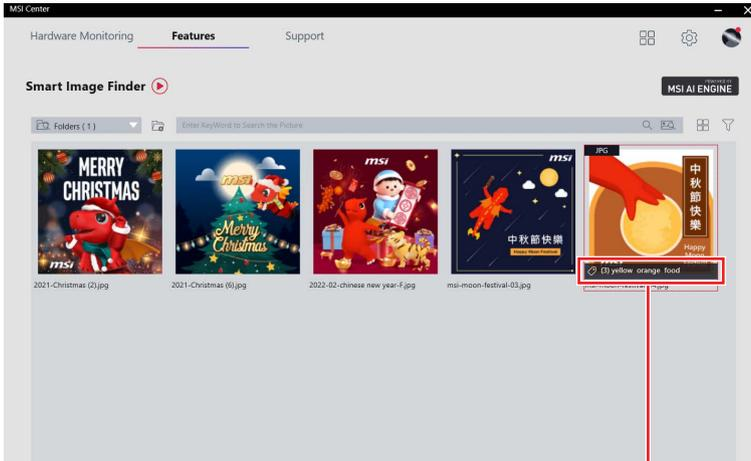 MSI Center
Hardware Monitoring
Features
Support
Smart Image Finder
POWERED BY
MSI AI ENGINE
Folders ( 1 )
Enter KeyWord to Search the Picture
MERRY
CHRISTMAS
msi
msi
Merry
Christmas
msi
msi
中秋節快樂
Happy Moon Festival
JPG
中秋節快樂
Happy
Moon
(3) yellow orange food
2021-Christmas (2).jpg
2021-Christmas (6).jpg
2022-02-chinese new year-F.jpg
msi-moon-festival-03.jpg